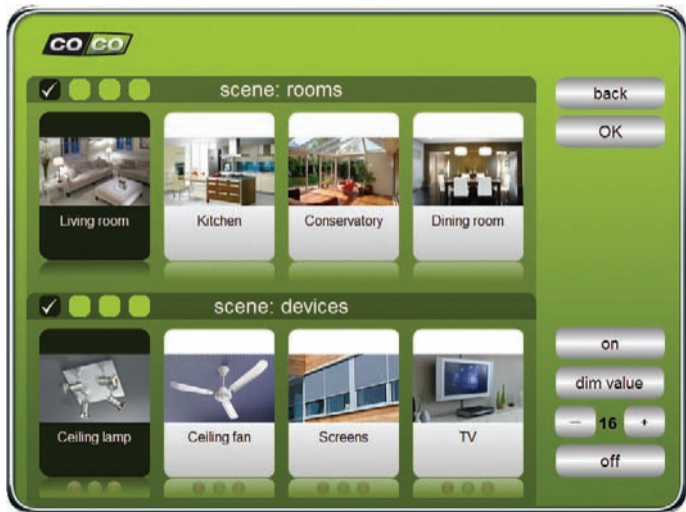 CO CO
scene: rooms
back
OK
Living room
Kitchen
Conservatory
Dining room
scene: devices
on
dim value
− 16 +
off
Ceiling lamp
Ceiling fan
Screens
TV